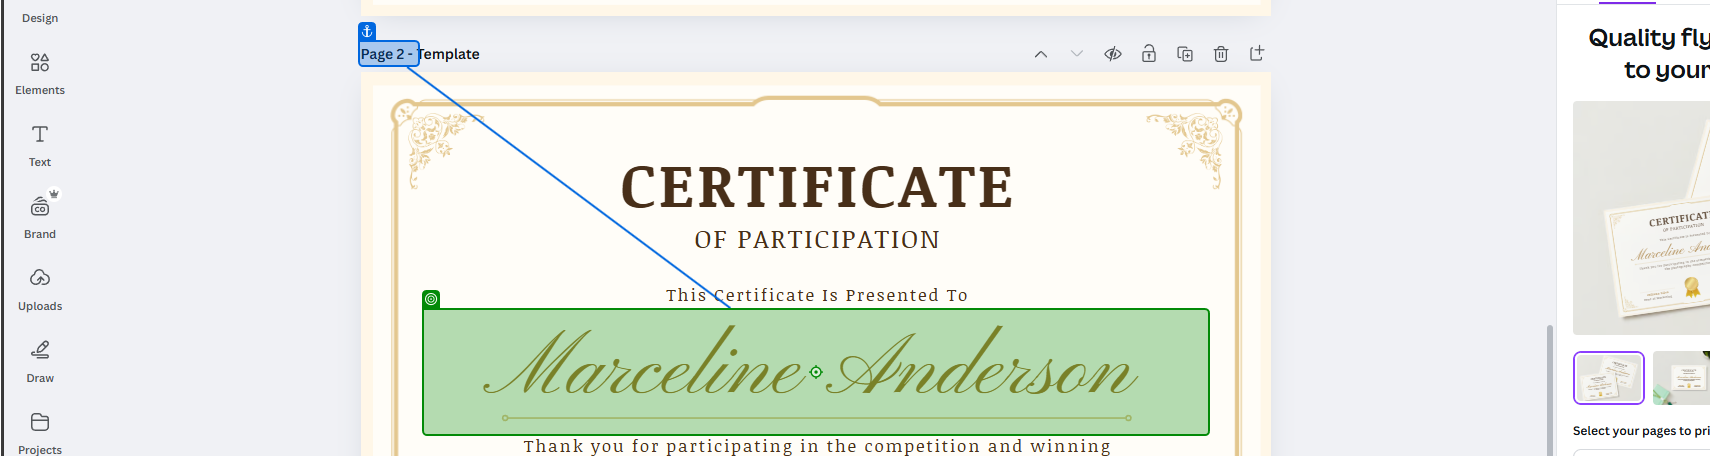 Design
Elements
Text
Brand
Uploads
Draw
Projects
Page 2 - Template
CERTIFICATE
OF PARTICIPATION
This Certificate Is Presented To
Marceline Anderson
Thank you for participating in the competition and winning
Quality fly
to your
CERTIFICAT
OF PARTICIPATION
Marceline And
Select your pages to pri